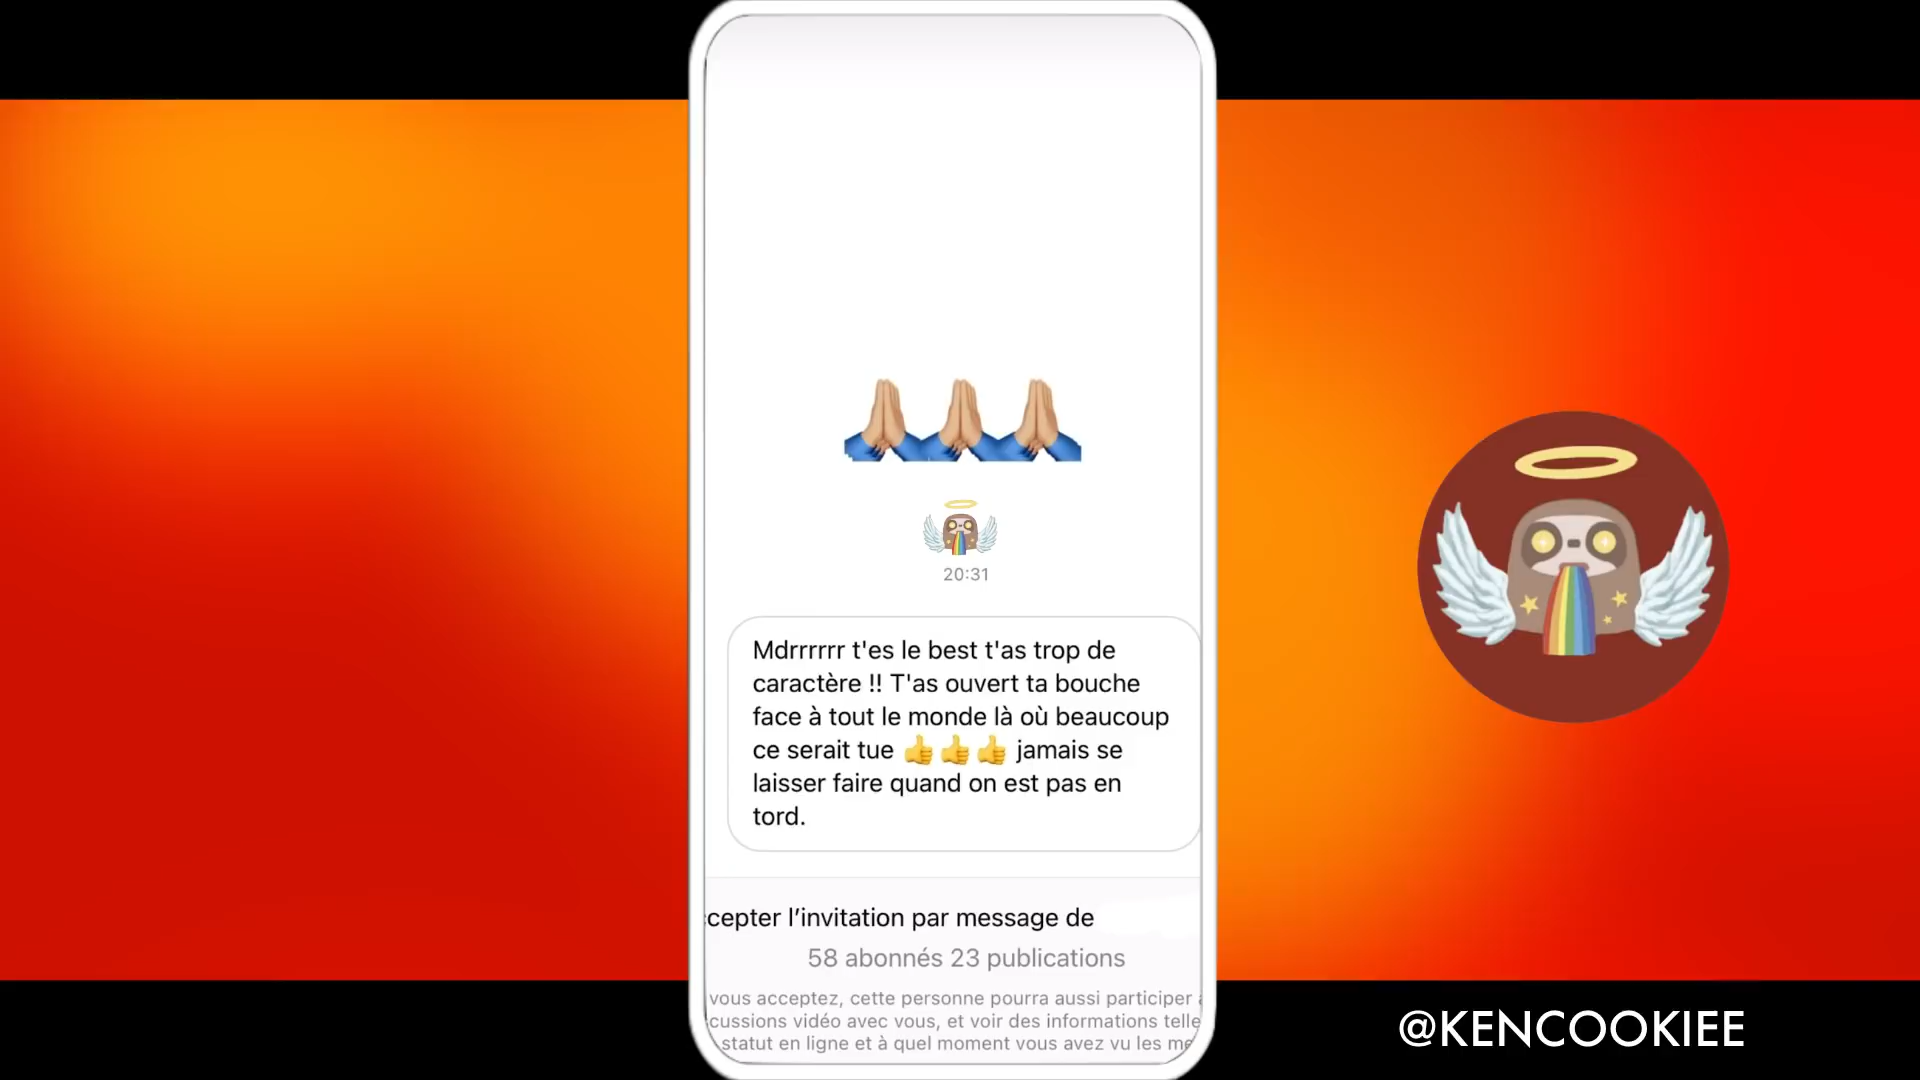 20:31
Mdrrrrrr t'es le best t'as trop de
caractère !! T'as ouvert ta bouche
face à tout le monde là où beaucoup
ce serait tue 👍👍👍 jamais se
laisser faire quand on est pas en
tord.
ccepter l’invitation par message de
58 abonnés 23 publications
vous acceptez, cette personne pourra aussi participer
cussions vidéo avec vous, et voir des informations telle
statut en ligne et à quel moment vous avez vu les me
@KENCOOKIEE